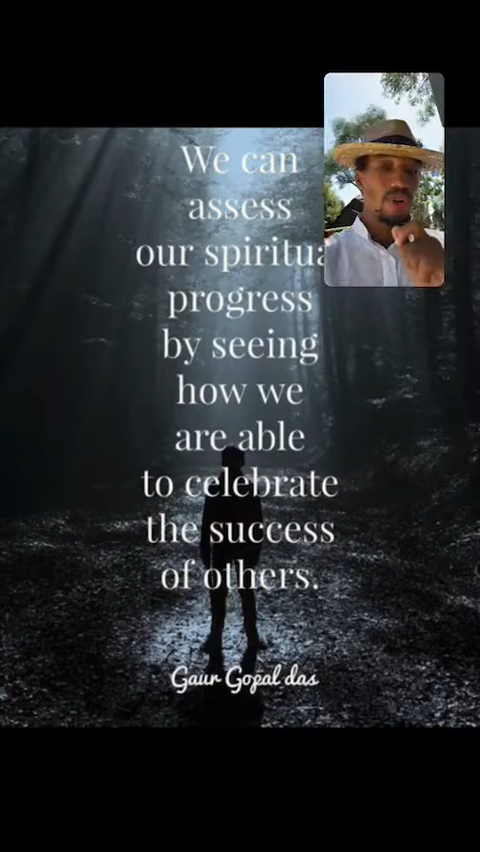 We can
assess
our spiritua
progress
by seeing
how we
are able
to celebrate
the success
of others.
Gaur Gopal das